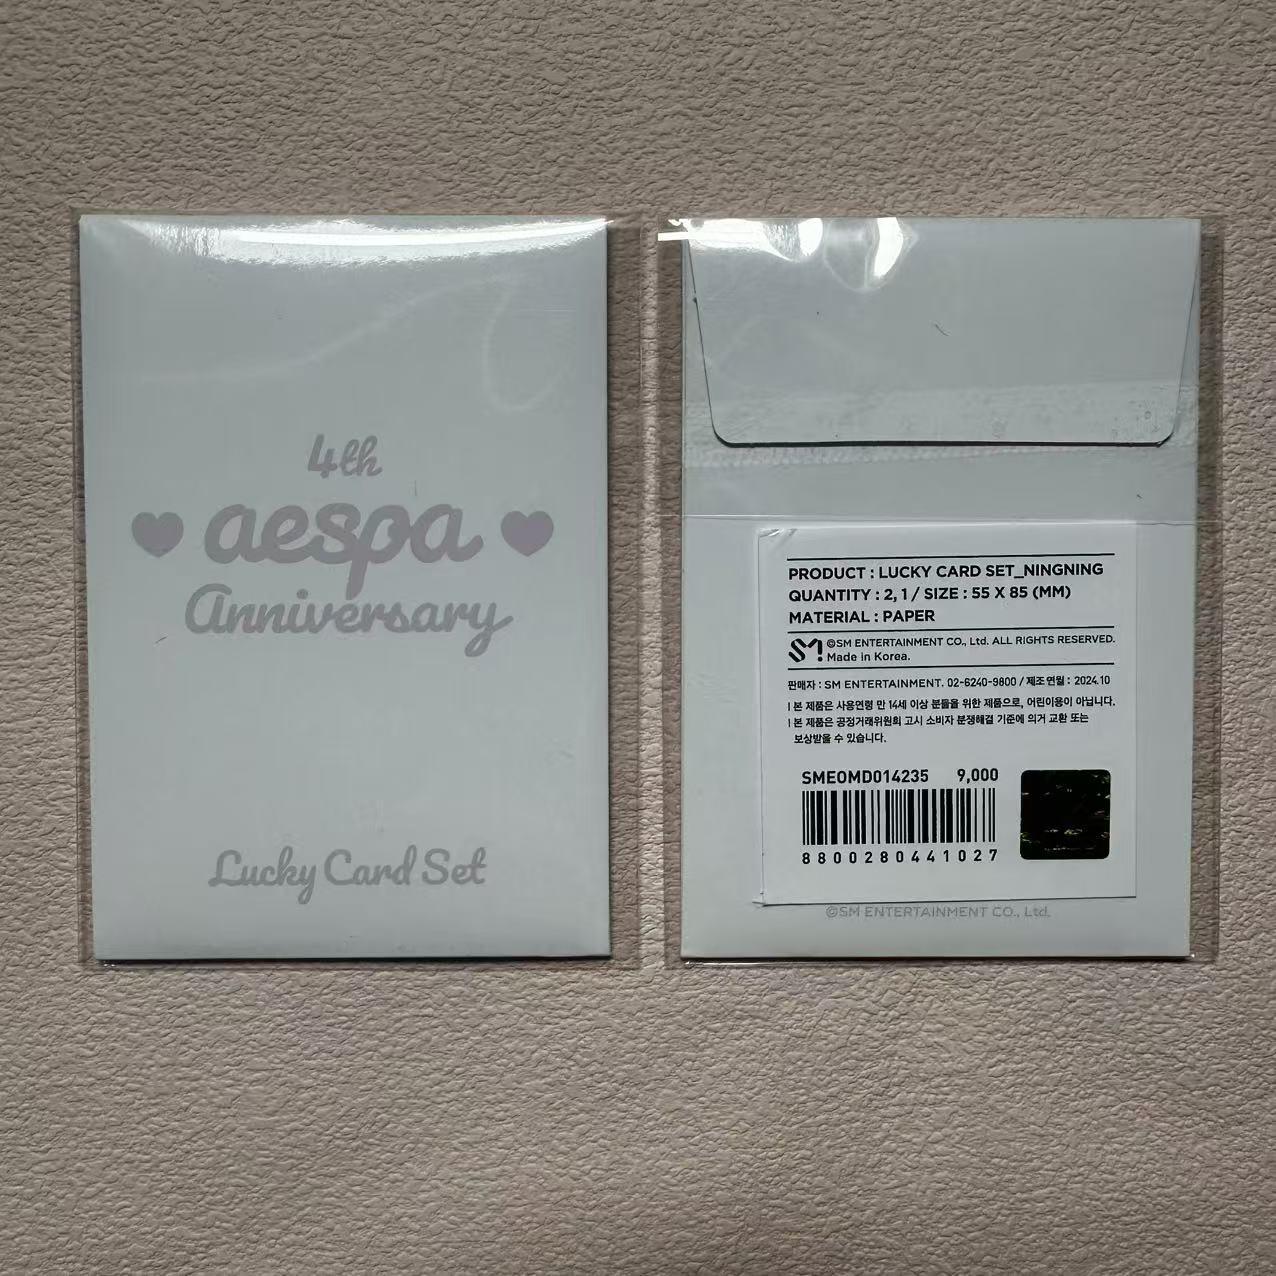 4th
aespa
Anniversary
Lucky Card Set
PRODUCT : LUCKY CARD SET_NINGNING
QUANTITY : 2, 1 / SIZE : 55 X 85 (MM)
MATERIAL : PAPER
SM! ©SM ENTERTAINMENT CO., Ltd. ALL RIGHTS RESERVED.
Made in Korea.
판매자 : SM ENTERTAINMENT. 02-6240-9800 / 제조연월 : 2024.10
| 본 제품은 사용연령 만 14세 이상 분들을 위한 제품으로, 어린이용이 아닙니다.
| 본 제품은 공정거래위원회 고시 소비자 분쟁해결 기준에 의거 교환 또는
보상받을 수 있습니다.
SMEOMD014235 9,000
8800280441027
©SM ENTERTAINMENT CO., Ltd.